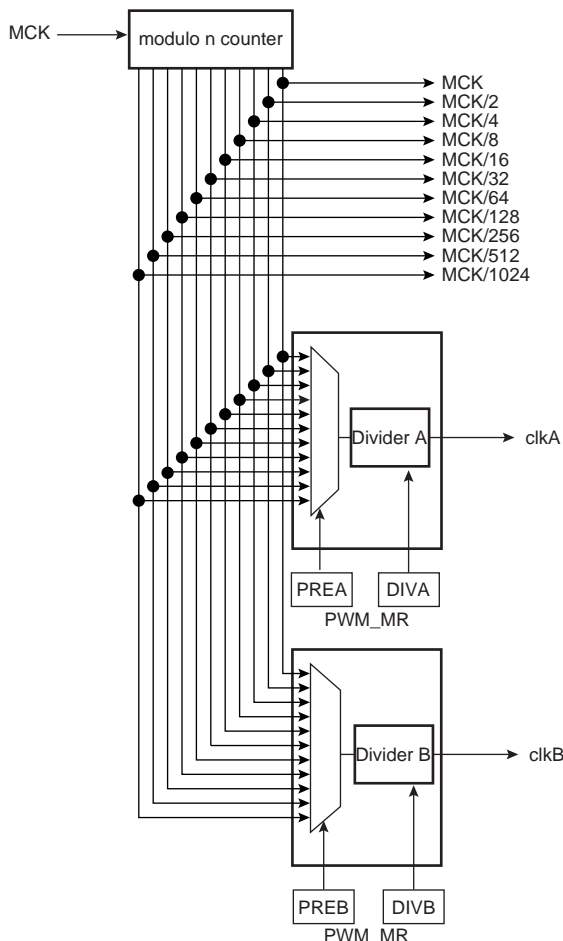 MCK
modulo n counter
MCK
MCK/2
MCK/4
MCK/8
MCK/16
MCK/32
MCK/64
MCK/128
MCK/256
MCK/512
MCK/1024
Divider A
clkA
PREA
DIVA
PWM_MR
Divider B
clkB
PREB
DIVB
PWM_MR